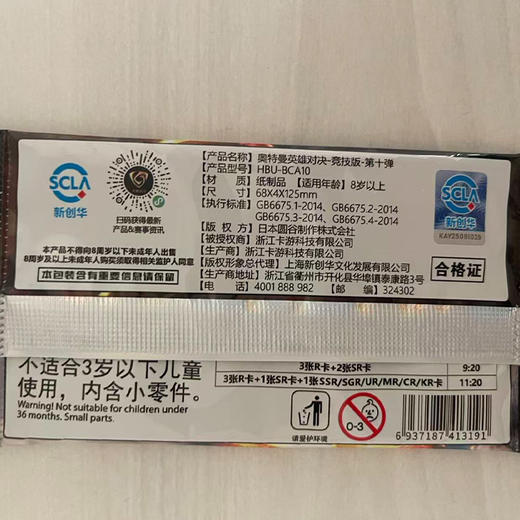 SCLA
新创华
扫码获得最新
产品&赛事资讯
本产品不得向8周岁以下未成年人出售
8周岁及以上未成年人购买须取得相关监护人同意
本包装含有重要信息请保留
【产品名称】奥特曼英雄对决-竞技版-第十弹
【产品型号】HBU-BCA10
【材 质】纸制品 【适用年龄】8岁以上
【尺 寸】68X4X125mm
【执行标准】GB6675.1-2014、GB6675.2-2014
GB6675.3-2014、GB6675.4-2014
【版 权 方】日本圆谷制作株式会社
【被授权商】浙江卡游科技有限公司
【生产商】浙江卡游科技有限公司
【版权形象总代理】上海新创华文化发展有限公司
【生产商地址】浙江省衢州市开化县华埠镇泰康路3号
【电 话】4001 888 982 【邮 编】324302
SCLA
新创华
KAY25081025
合格证
不适合3岁以下儿童
使用，内含小零件。
Warning! Not suitable for children under
36 months. Small parts.
3张R卡+2张SR卡 9:20
3张R卡+1张SR卡+1张SSR/SGR/UR/MR/CR/KR卡 11:20
请爱护环境
0-3
6 937187 413191